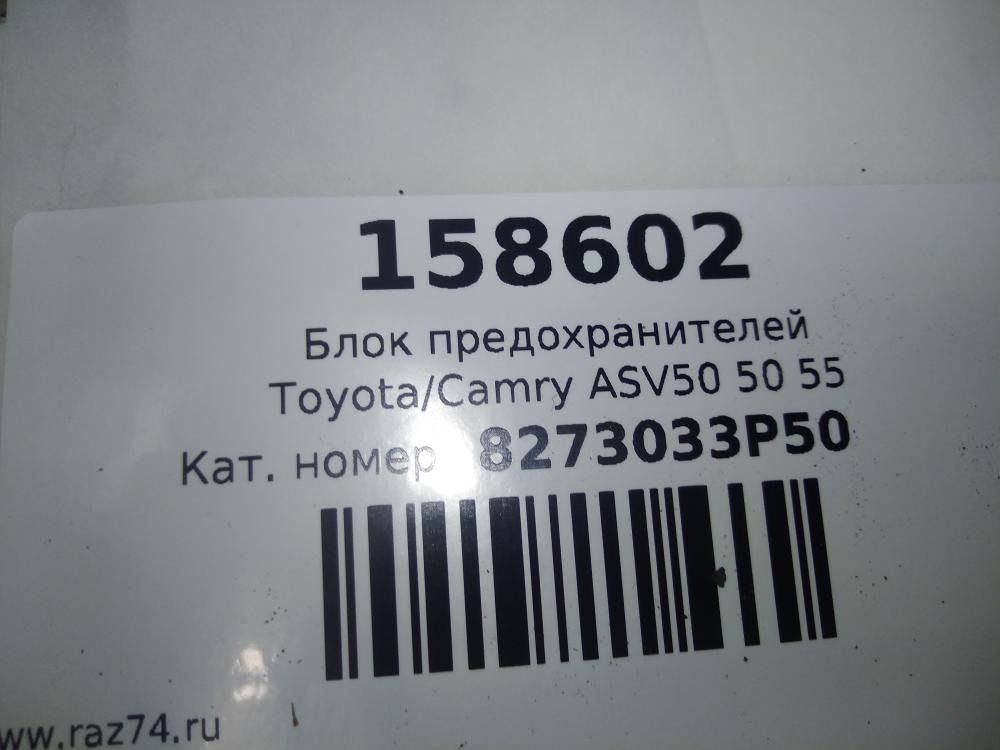 158602
Блок предохранителей
Toyota/Camry ASV50 50 55
Кат. номер 8273033P50
www.raz74.ru